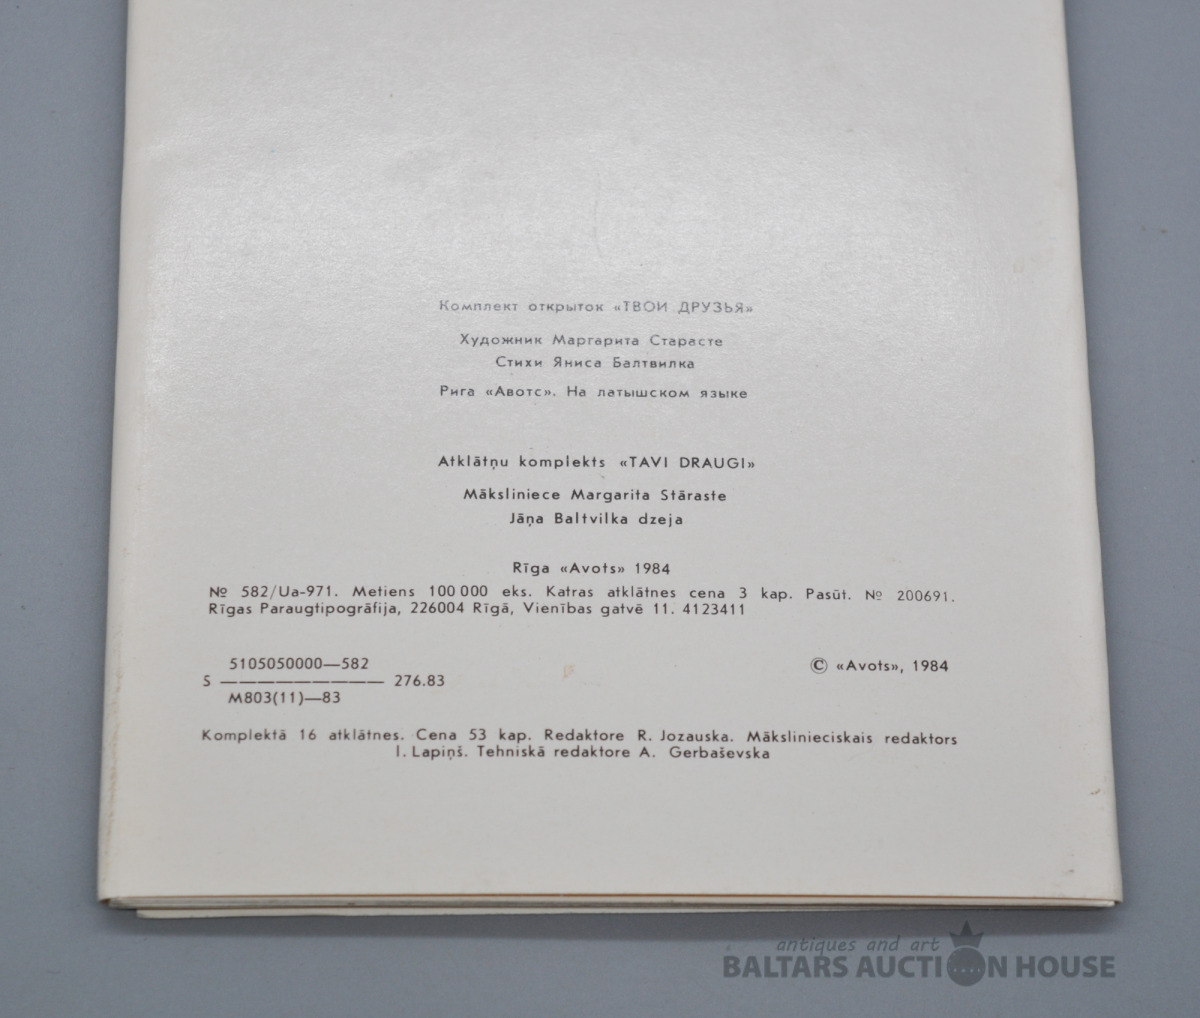 Комплект открыток «ТВОИ ДРУЗЬЯ»
Художник Маргарита Старасте
Стихи Яниса Балтвилка
Рига «Авотс». На латышском языке
Atklātņu komplekts «TAVI DRAUGI»
Māksliniece Margarita Stāraste
Jāņa Baltvilka dzeja
Rīga «Avots» 1984
№ 582/Ua-971. Metiens 100 000 eks. Katras atklātnes cena 3 kap. Pasūt. № 200691.
Rīgas Paraugtipogrāfija, 226004 Rīgā, Vienības gatvē 11. 4123411
5105050000—582
S —————————— 276.83
M803(11)—83
© «Avots», 1984
Komplektā 16 atklātnes. Cena 53 kap. Redaktore R. Jozauska. Mākslinieciskais redaktors
I. Lapiņš. Tehniskā redaktore A. Gerbaševska
antiques and art
BALTARS AUCTION HOUSE